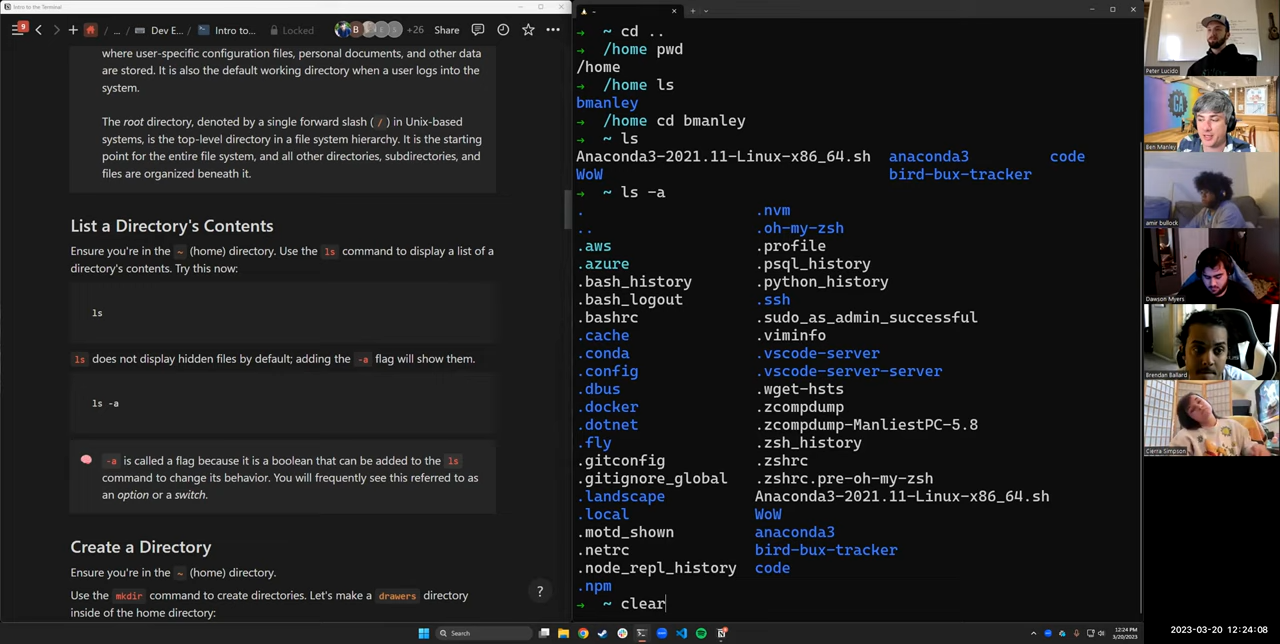 Intro to the Terminal
9
... / Dev E... / Intro to... Locked
B
+26 Share
where user-specific configuration files, personal documents, and other data
are stored. It is also the default working directory when a user logs into the
system.
The root directory, denoted by a single forward slash ( / ) in Unix-based
systems, is the top-level directory in a file system hierarchy. It is the starting
point for the entire file system, and all other directories, subdirectories, and
files are organized beneath it.
List a Directory's Contents
Ensure you're in the ~ (home) directory. Use the ls command to display a list of a
directory's contents. Try this now:
ls
ls does not display hidden files by default; adding the -a flag will show them.
ls -a
-a is called a flag because it is a boolean that can be added to the ls
command to change its behavior. You will frequently see this referred to as
an option or a switch.
Create a Directory
Ensure you're in the ~ (home) directory.
Use the mkdir command to create directories. Let's make a drawers directory
inside of the home directory:
?
~
→ ~ cd ..
→ /home pwd
/home
→ /home ls
bmanley
→ /home cd bmanley
→ ~ ls
Anaconda3-2021.11-Linux-x86_64.sh anaconda3 code
WoW bird-bux-tracker
→ ~ ls -a
. .nvm
.. .oh-my-zsh
.aws .profile
.azure .psql_history
.bash_history .python_history
.bash_logout .ssh
.bashrc .sudo_as_admin_successful
.cache .viminfo
.conda .vscode-server
.config .vscode-server-server
.dbus .wget-hsts
.docker .zcompdump
.dotnet .zcompdump-ManliestPC-5.8
.fly .zsh_history
.gitconfig .zshrc
.gitignore_global .zshrc.pre-oh-my-zsh
.landscape Anaconda3-2021.11-Linux-x86_64.sh
.local WoW
.motd_shown anaconda3
.netrc bird-bux-tracker
.node_repl_history code
.npm
→ ~ clear
Peter Lucido
GA
Ben Manley
amir bullock
Dawson Myers
Brendan Ballard
Cierra Simpson
Search
12:24 PM
3/20/2023
2023-03-20 12:24:08